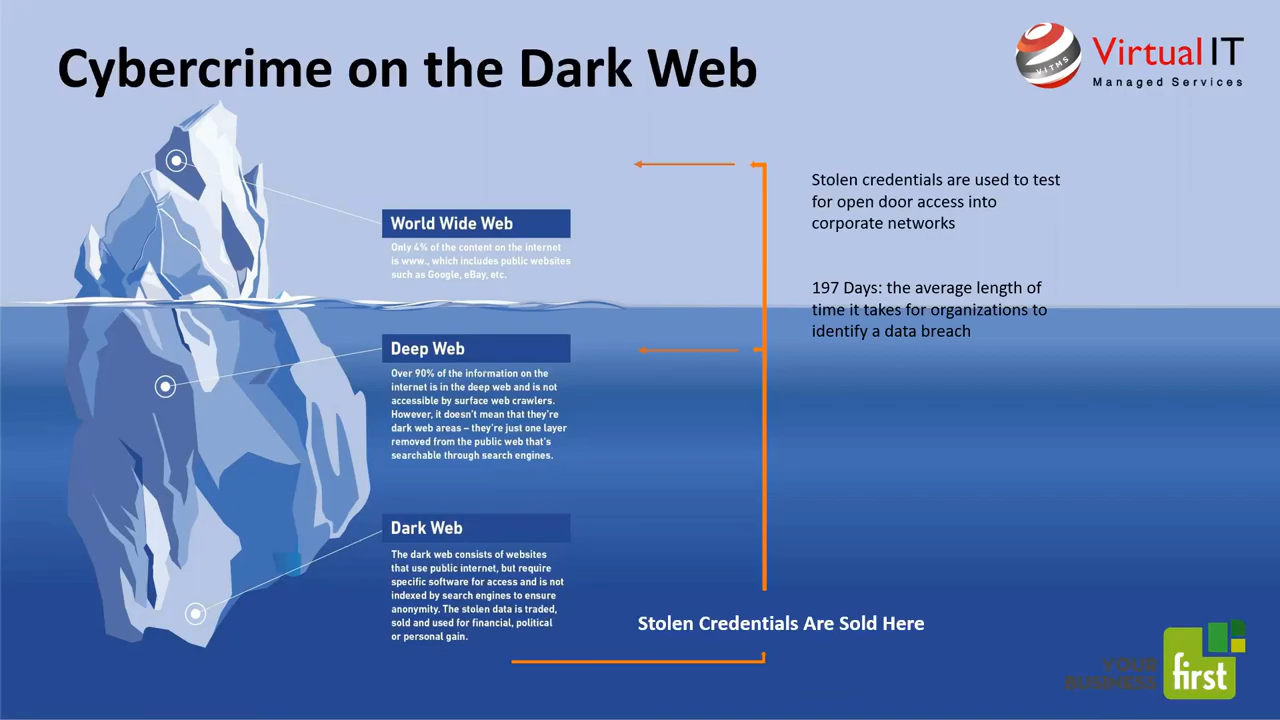 Cybercrime on the Dark Web
VITMS
Virtual IT
Managed Services
World Wide Web
Only 4% of the content on the internet
is www., which includes public websites
such as Google, eBay, etc.
Stolen credentials are used to test
for open door access into
corporate networks
197 Days: the average length of
time it takes for organizations to
identify a data breach
Deep Web
Over 90% of the information on the
internet is in the deep web and is not
accessible by surface web crawlers.
However, it doesn't mean that they're
dark web areas – they're just one layer
removed from the public web that's
searchable through search engines.
Dark Web
The dark web consists of websites
that use public internet, but require
specific software for access and is not
indexed by search engines to ensure
anonymity. The stolen data is traded,
sold and used for financial, political
or personal gain.
Stolen Credentials Are Sold Here
YOUR
BUSINESS
first